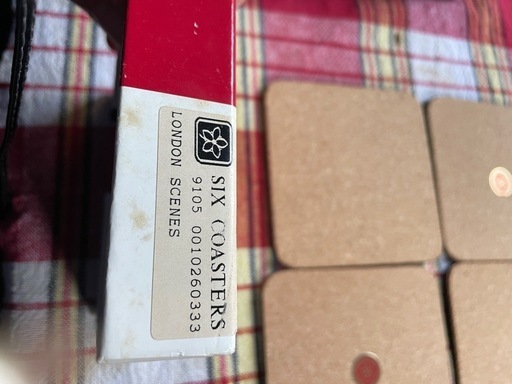 SIX COASTERS
9105 0010260333
LONDON SCENES